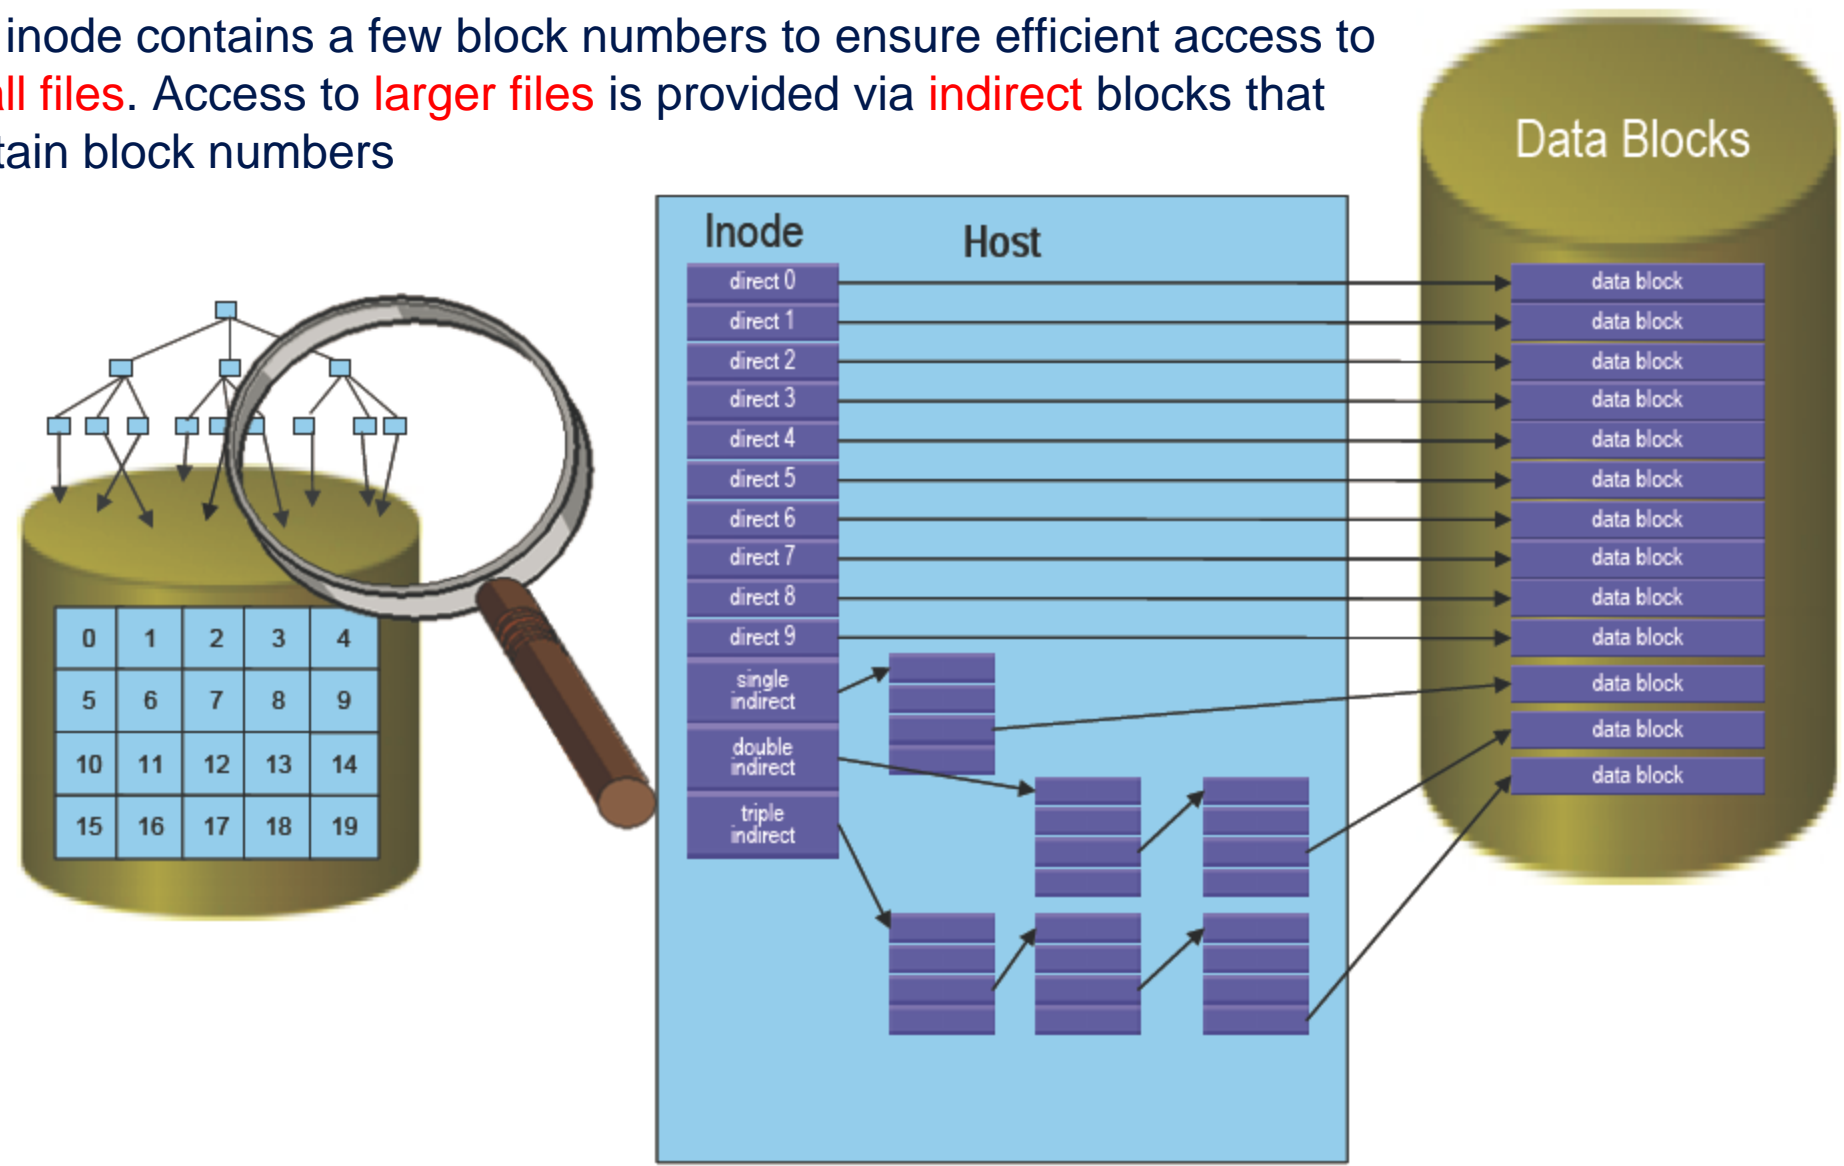 inode contains a few block numbers to ensure efficient access to
all files. Access to larger files is provided via indirect blocks that
tain block numbers
Data Blocks
Inode
Host
direct 0
direct 1
direct 2
direct 3
direct 4
direct 5
direct 6
direct 7
direct 8
direct 9
single
indirect
double
indirect
triple
indirect
data block
data block
data block
data block
data block
data block
data block
data block
data block
data block
data block
data block
data block
0 1 2 3 4
5 6 7 8 9
10 11 12 13 14
15 16 17 18 19